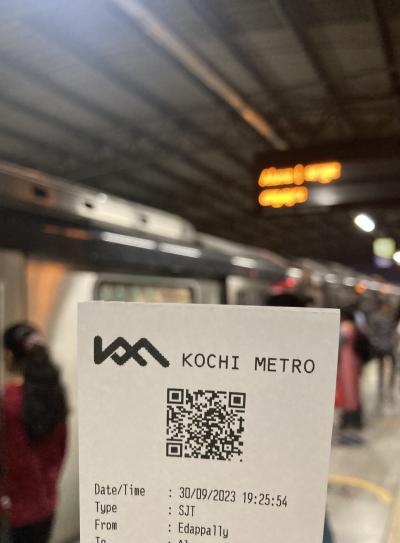 KOCHI METRO
Date/Time : 30/09/2023 19:25:54
Type : SJT
From : Edappally